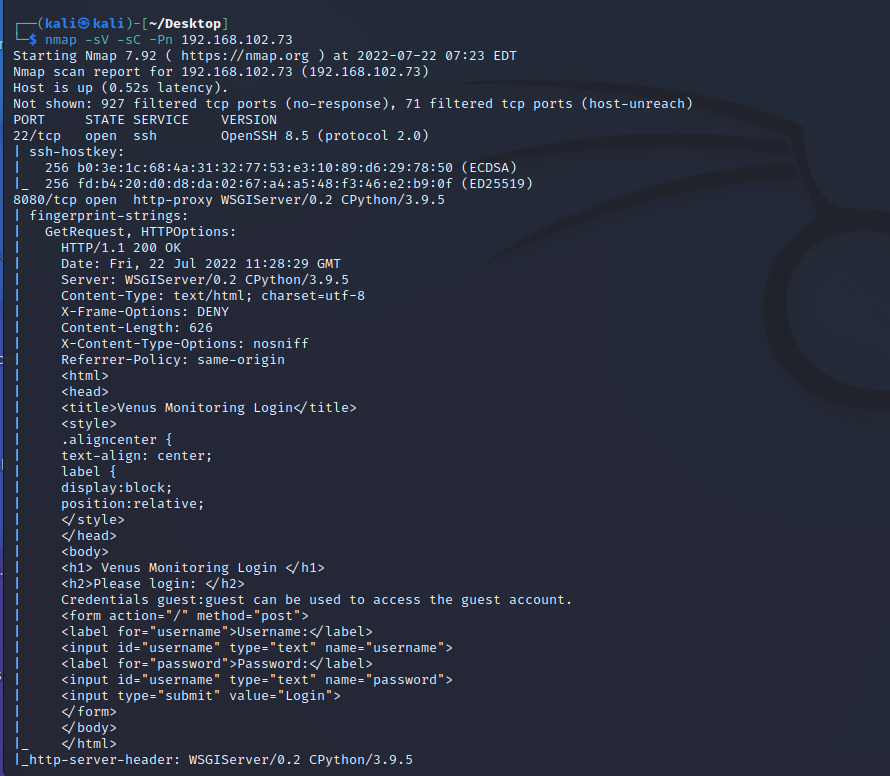 ┌──(kali㉿kali)-[~/Desktop]
└─$ nmap -sV -sC -Pn 192.168.102.73
Starting Nmap 7.92 ( https://nmap.org ) at 2022-07-22 07:23 EDT
Nmap scan report for 192.168.102.73 (192.168.102.73)
Host is up (0.52s latency).
Not shown: 927 filtered tcp ports (no-response), 71 filtered tcp ports (host-unreach)
PORT     STATE SERVICE    VERSION
22/tcp   open  ssh        OpenSSH 8.5 (protocol 2.0)
| ssh-hostkey:
|   256 b0:3e:1c:68:4a:31:32:77:53:e3:10:89:d6:29:78:50 (ECDSA)
|_  256 fd:b4:20:d0:d8:da:02:67:a4:a5:48:f3:46:e2:b9:0f (ED25519)
8080/tcp open  http-proxy WSGIServer/0.2 CPython/3.9.5
| fingerprint-strings:
|   GetRequest, HTTPOptions:
|     HTTP/1.1 200 OK
|     Date: Fri, 22 Jul 2022 11:28:29 GMT
|     Server: WSGIServer/0.2 CPython/3.9.5
|     Content-Type: text/html; charset=utf-8
|     X-Frame-Options: DENY
|     Content-Length: 626
|     X-Content-Type-Options: nosniff
|     Referrer-Policy: same-origin
|     <html>
|     <head>
|     <title>Venus Monitoring Login</title>
|     <style>
|     .aligncenter {
|     text-align: center;
|     label {
|     display:block;
|     position:relative;
|     </style>
|     </head>
|     <body>
|     <h1> Venus Monitoring Login </h1>
|     <h2>Please login: </h2>
|     Credentials guest:guest can be used to access the guest account.
|     <form action="/" method="post">
|     <label for="username">Username:</label>
|     <input id="username" type="text" name="username">
|     <label for="password">Password:</label>
|     <input id="username" type="text" name="password">
|     <input type="submit" value="Login">
|     </form>
|     </body>
|_    </html>
|_http-server-header: WSGIServer/0.2 CPython/3.9.5